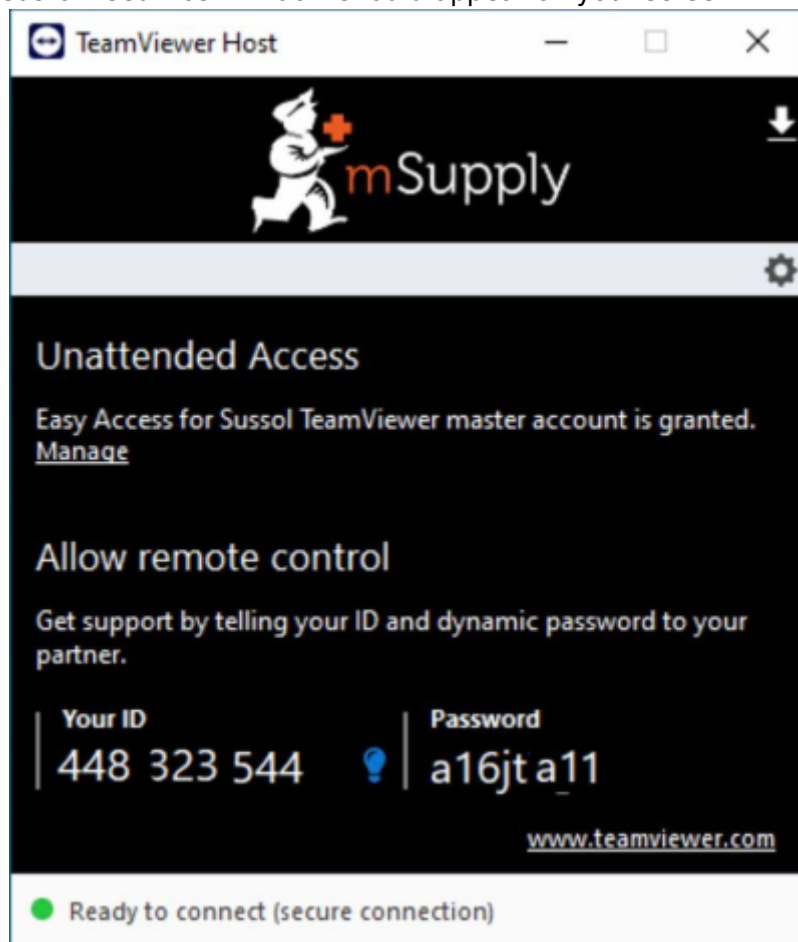 TeamViewer Host
mSupply
Unattended Access
Easy Access for Sussol TeamViewer master account is granted.
Manage
Allow remote control
Get support by telling your ID and dynamic password to your
partner.
Your ID
448 323 544
Password
a16jt a11
www.teamviewer.com
Ready to connect (secure connection)